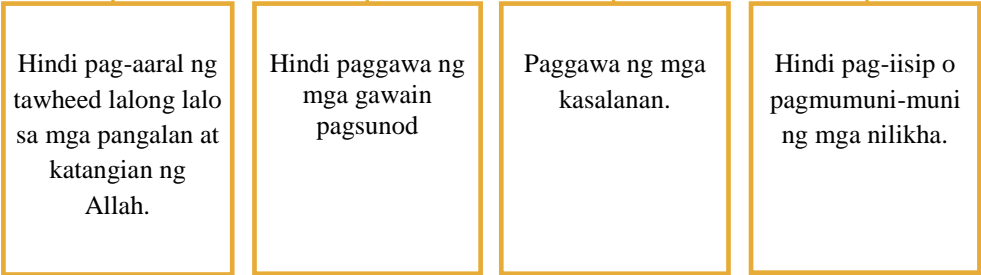 Hindi pag-aaral ng
tawheed lalong lalo
sa mga pangalan at
katangian ng
Allah.
Hindi paggawa ng
mga gawain
pagsunod
Paggawa ng mga
kasalanan.
Hindi pag-iisip o
pagmumuni-muni
ng mga nilikha.